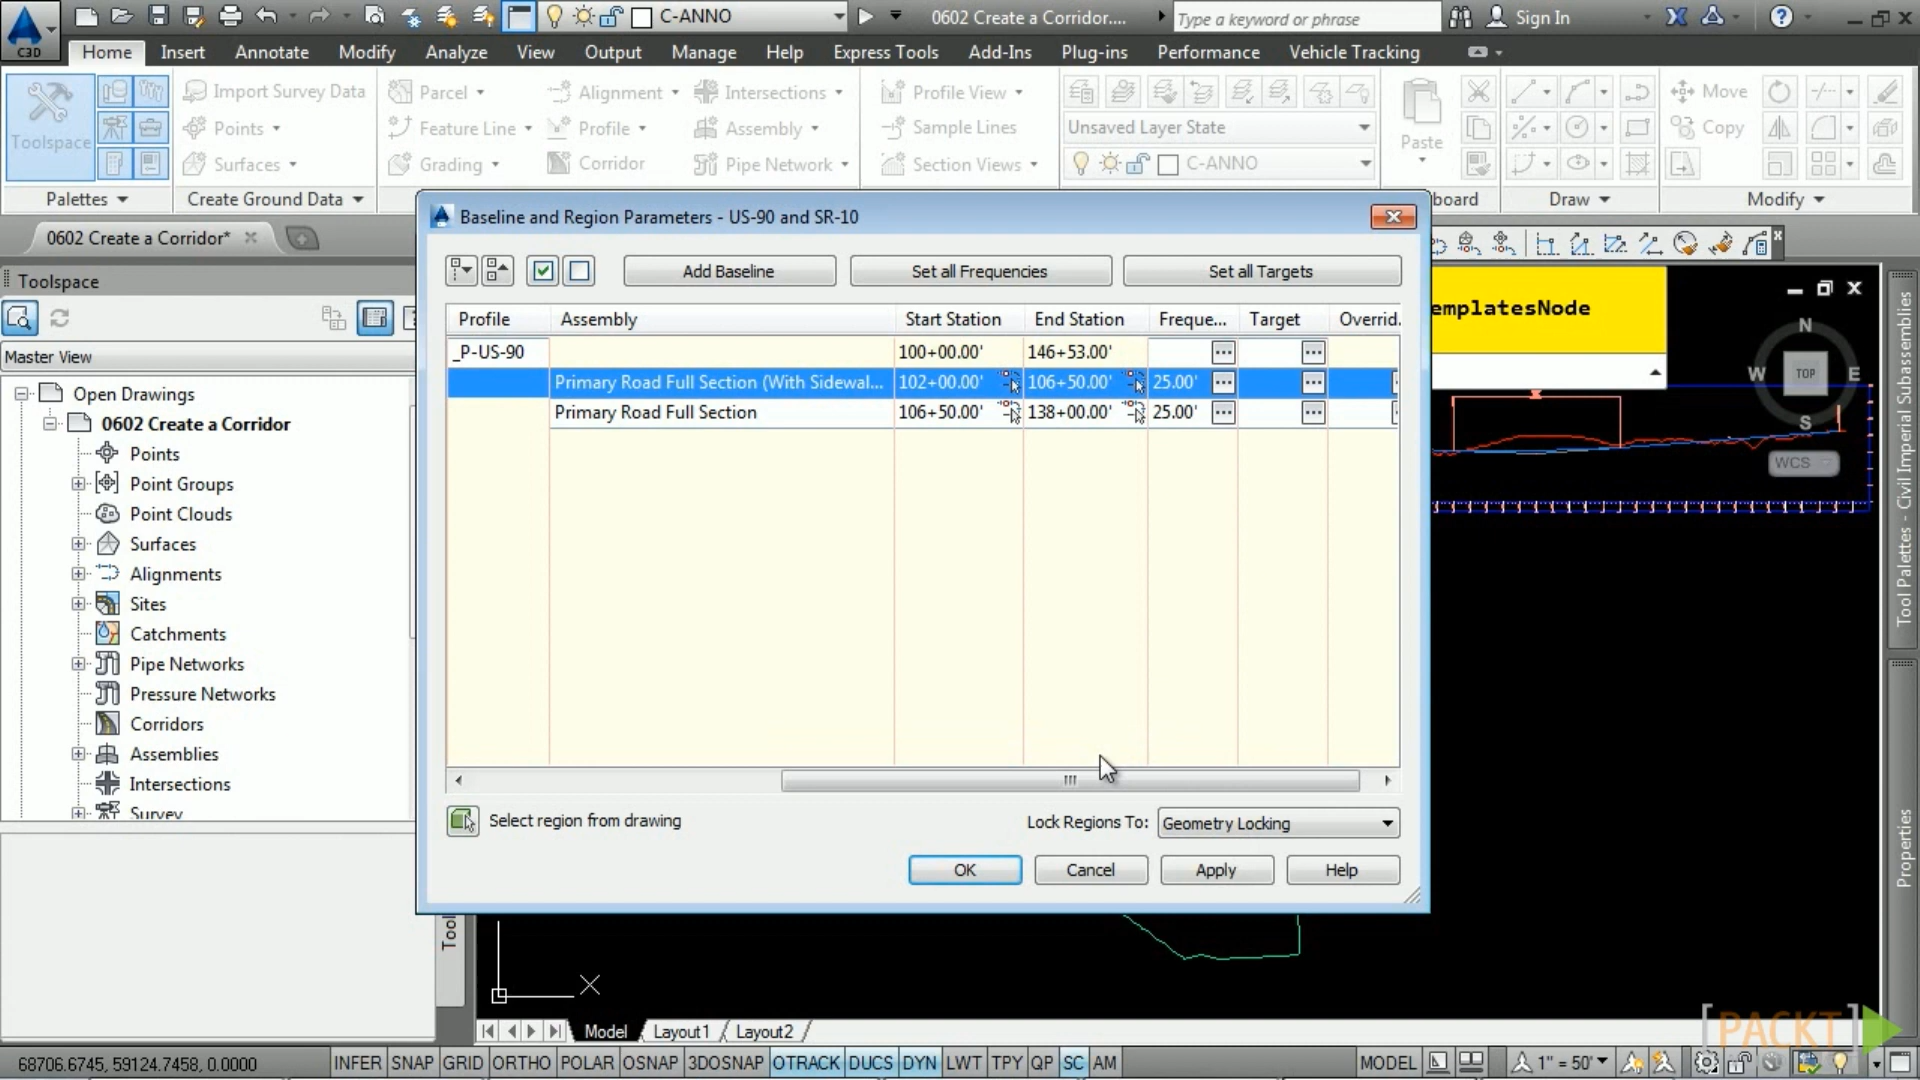 C-ANNO
0602 Create a Corridor....
Type a keyword or phrase
Sign In
C3D
Home Insert Annotate Modify Analyze View Output Manage Help Express Tools Add-Ins Plug-ins Performance Vehicle Tracking
Toolspace
Import Survey Data
Points
Surfaces
Parcel
Feature Line
Grading
Alignment
Profile
Corridor
Intersections
Assembly
Pipe Network
Profile View
Sample Lines
Section Views
Unsaved Layer State
C-ANNO
Paste
Move
Copy
Palettes
Create Ground Data
board
Draw
Modify
0602 Create a Corridor*
Toolspace
Master View
Open Drawings
0602 Create a Corridor
Points
Point Groups
Point Clouds
Surfaces
Alignments
Sites
Catchments
Pipe Networks
Pressure Networks
Corridors
Assemblies
Intersections
Survey
Baseline and Region Parameters - US-90 and SR-10
Add Baseline
Set all Frequencies
Set all Targets
Profile Assembly Start Station End Station Freque... Target Overrid.
_P-US-90 100+00.00' 146+53.00'
Primary Road Full Section (With Sidewal... 102+00.00' 106+50.00' 25.00'
Primary Road Full Section 106+50.00' 138+00.00' 25.00'
Select region from drawing
Lock Regions To: Geometry Locking
OK
Cancel
Apply
Help
emplatesNode
N
W TOP E
S
WCS
Tool Palettes - Civil Imperial Subassemblies
Properties
Tool
X
Model Layout1 Layout2
PACKT
68706.6745, 59124.7458, 0.0000
INFER SNAP GRID ORTHO POLAR OSNAP 3DOSNAP OTRACK DUCS DYN LWT TPY QP SC AM
MODEL
1" = 50'